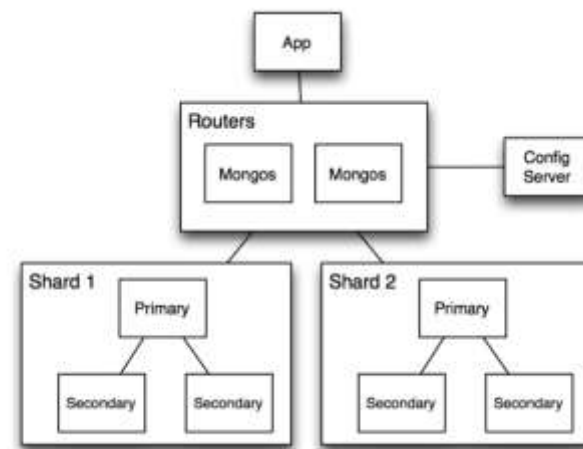 App
Routers
Mongos
Mongos
Config
Server
Shard 1
Primary
Secondary
Secondary
Shard 2
Primary
Secondary
Secondary